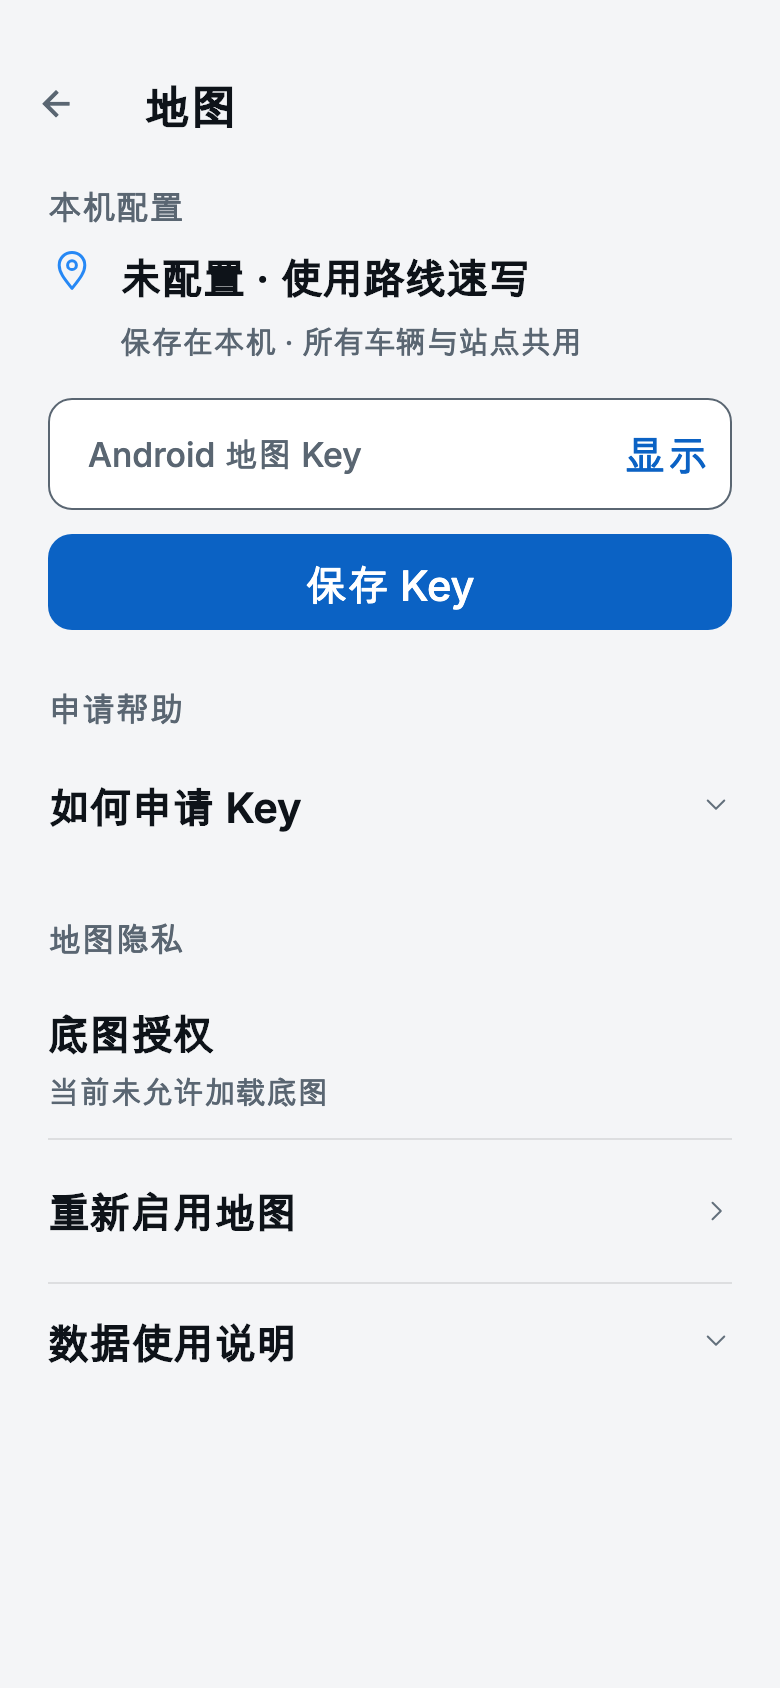 地图
本机配置
未配置 · 使用路线速写
保存在本机 · 所有车辆与站点共用
Android 地图 Key
显示
保存 Key
申请帮助
如何申请 Key
地图隐私
底图授权
当前未允许加载底图
重新启用地图
数据使用说明